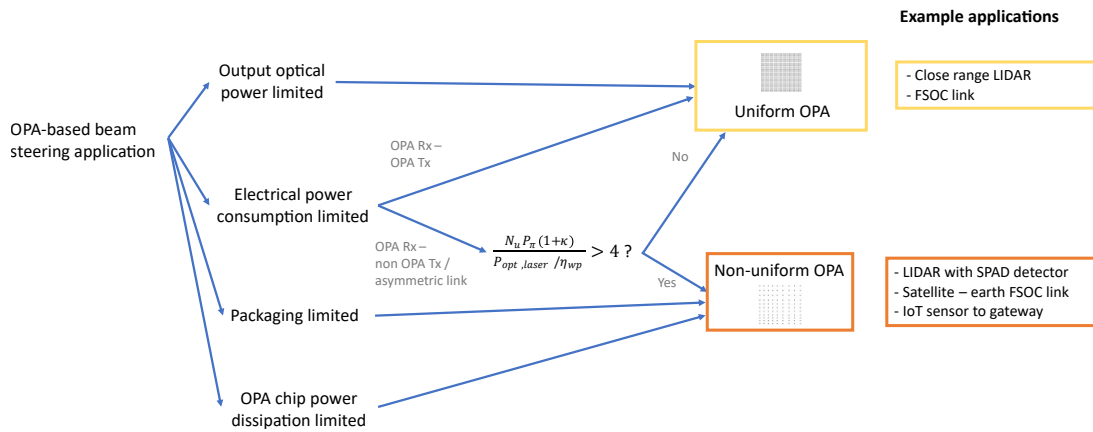 Example applications
Output optical
power limited
Uniform OPA
- Close range LIDAR
- FSOC link
OPA-based beam
steering application
OPA Rx –
OPA Tx
No
Electrical power
consumption limited
OPA Rx –
non OPA Tx /
asymmetric link
N_u P_π (1+κ)
P_opt ,laser /η_wp
> 4 ?
Yes
Non-uniform OPA
- LIDAR with SPAD detector
- Satellite – earth FSOC link
- IoT sensor to gateway
Packaging limited
OPA chip power
dissipation limited